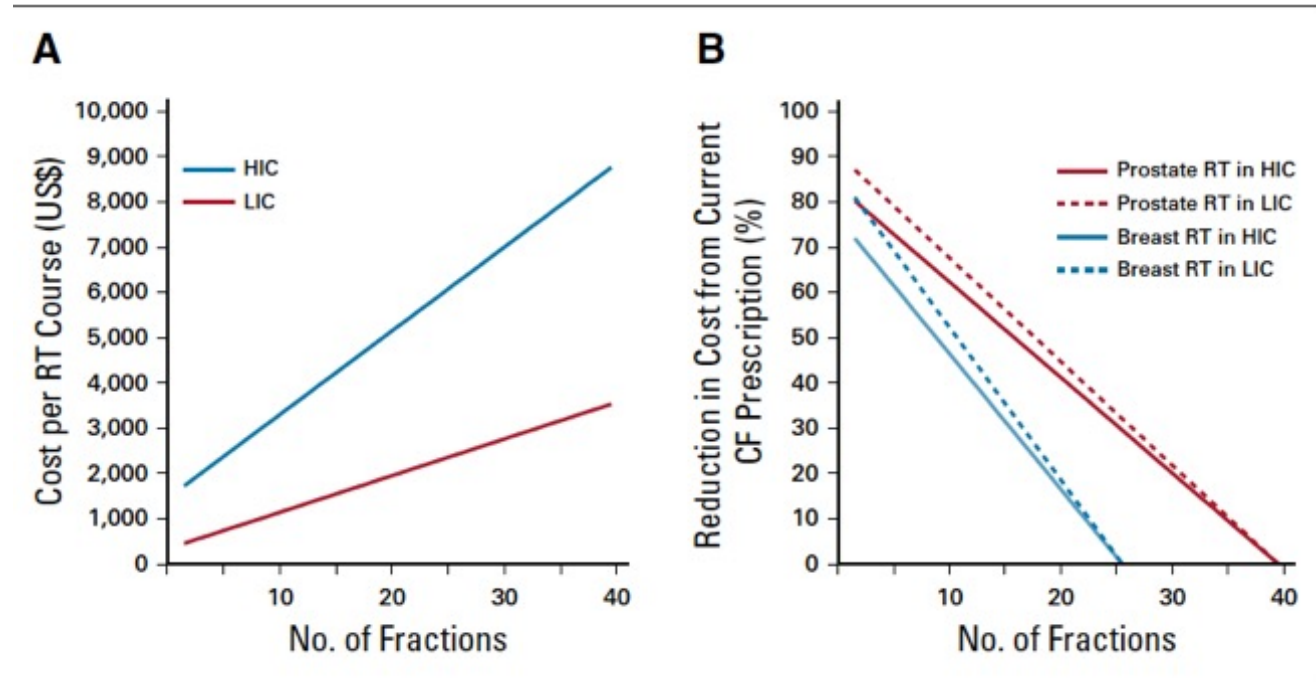 A
Cost per RT Course (US$)
10,000
9,000
8,000
7,000
6,000
5,000
4,000
3,000
2,000
1,000
0
HIC
LIC
10 20 30 40
No. of Fractions
B
Reduction in Cost from Current
CF Prescription (%)
100
90
80
70
60
50
40
30
20
10
0
Prostate RT in HIC
Prostate RT in LIC
Breast RT in HIC
Breast RT in LIC
10 20 30 40
No. of Fractions